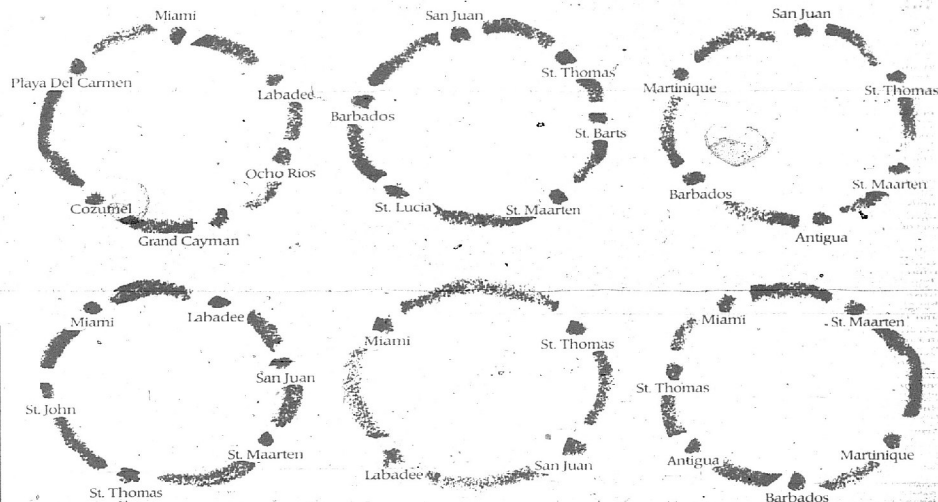 Miami
Labadee
Ocho Rios
Grand Cayman
Cozumel
Playa Del Carmen
San Juan
St. Thomas
St. Barts
St. Maarten
St. Lucia
Barbados
San Juan
St. Thomas
St. Maarten
Antigua
Barbados
Martinique
Miami
Labadee
San Juan
St. Maarten
St. Thomas
St. John
Miami
St. Thomas
San Juan
Labadee
Miami
St. Maarten
Martinique
Barbados
Antigua
St. Thomas